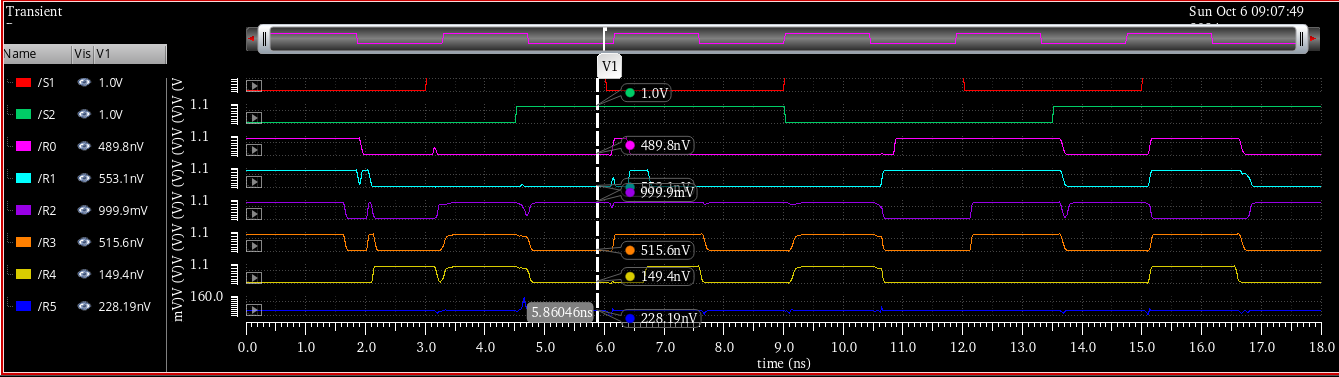 Transient
Sun Oct 6 09:07:49
Name Vis V1
V1
/S1 1.0V
1.0V
/S2 1.0V 1.1
/R0 489.8nV 1.1
489.8nV
/R1 553.1nV 1.1
999.9mV
/R2 999.9mV 1.1
/R3 515.6nV 1.1
515.6nV
/R4 149.4nV 1.1
149.4nV
/R5 228.19nV 160.0
5.86046ns
228.19nV
0.0 1.0 2.0 3.0 4.0 5.0 6.0 7.0 8.0 9.0 10.0 11.0 12.0 13.0 14.0 15.0 16.0 17.0 18.0
time (ns)